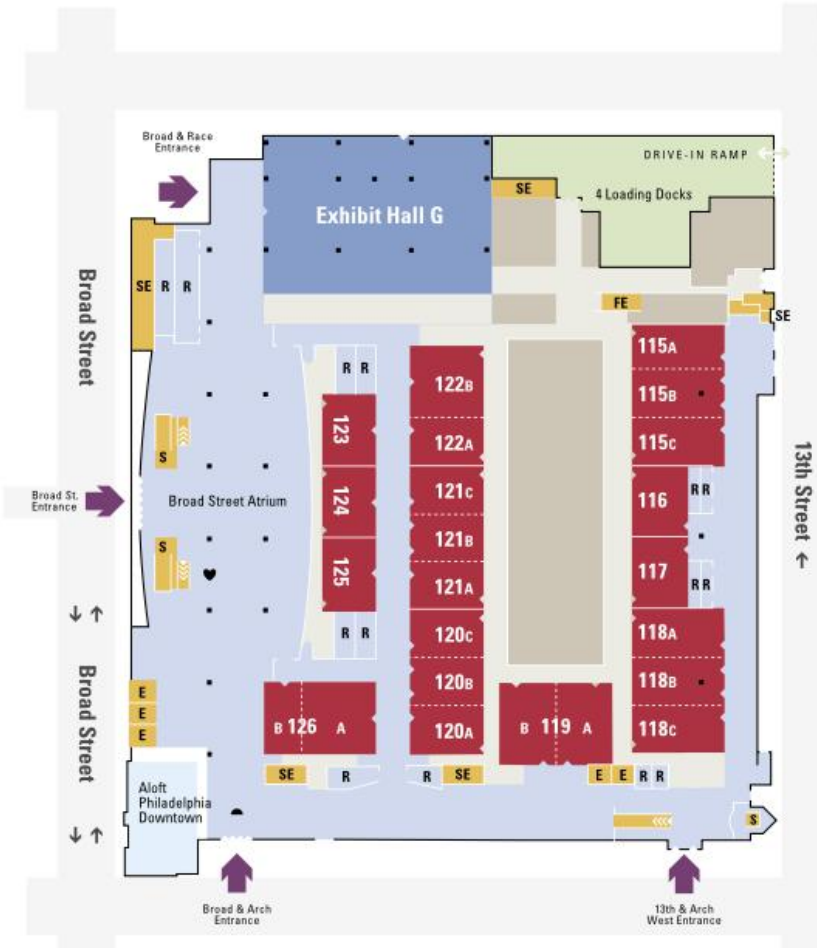 Broad & Race
Entrance
DRIVE-IN RAMP
4 Loading Docks
SE
Exhibit Hall G
Broad Street
SE
R
R
FE
SE
115A
R
R
122B
115B
123
122A
115C
13th Street
S
Broad St.
Entrance
Broad Street Atrium
124
121C
116
R R
S
121B
125
121A
117
R R
R
R
120C
118A
Broad Street
E
E
E
120B
118B
B 126 A
120A
B 119 A
118C
SE
R
R
SE
E
E
R
R
Aloft
Philadelphia
Downtown
S
Broad & Arch
Entrance
13th & Arch
West Entrance